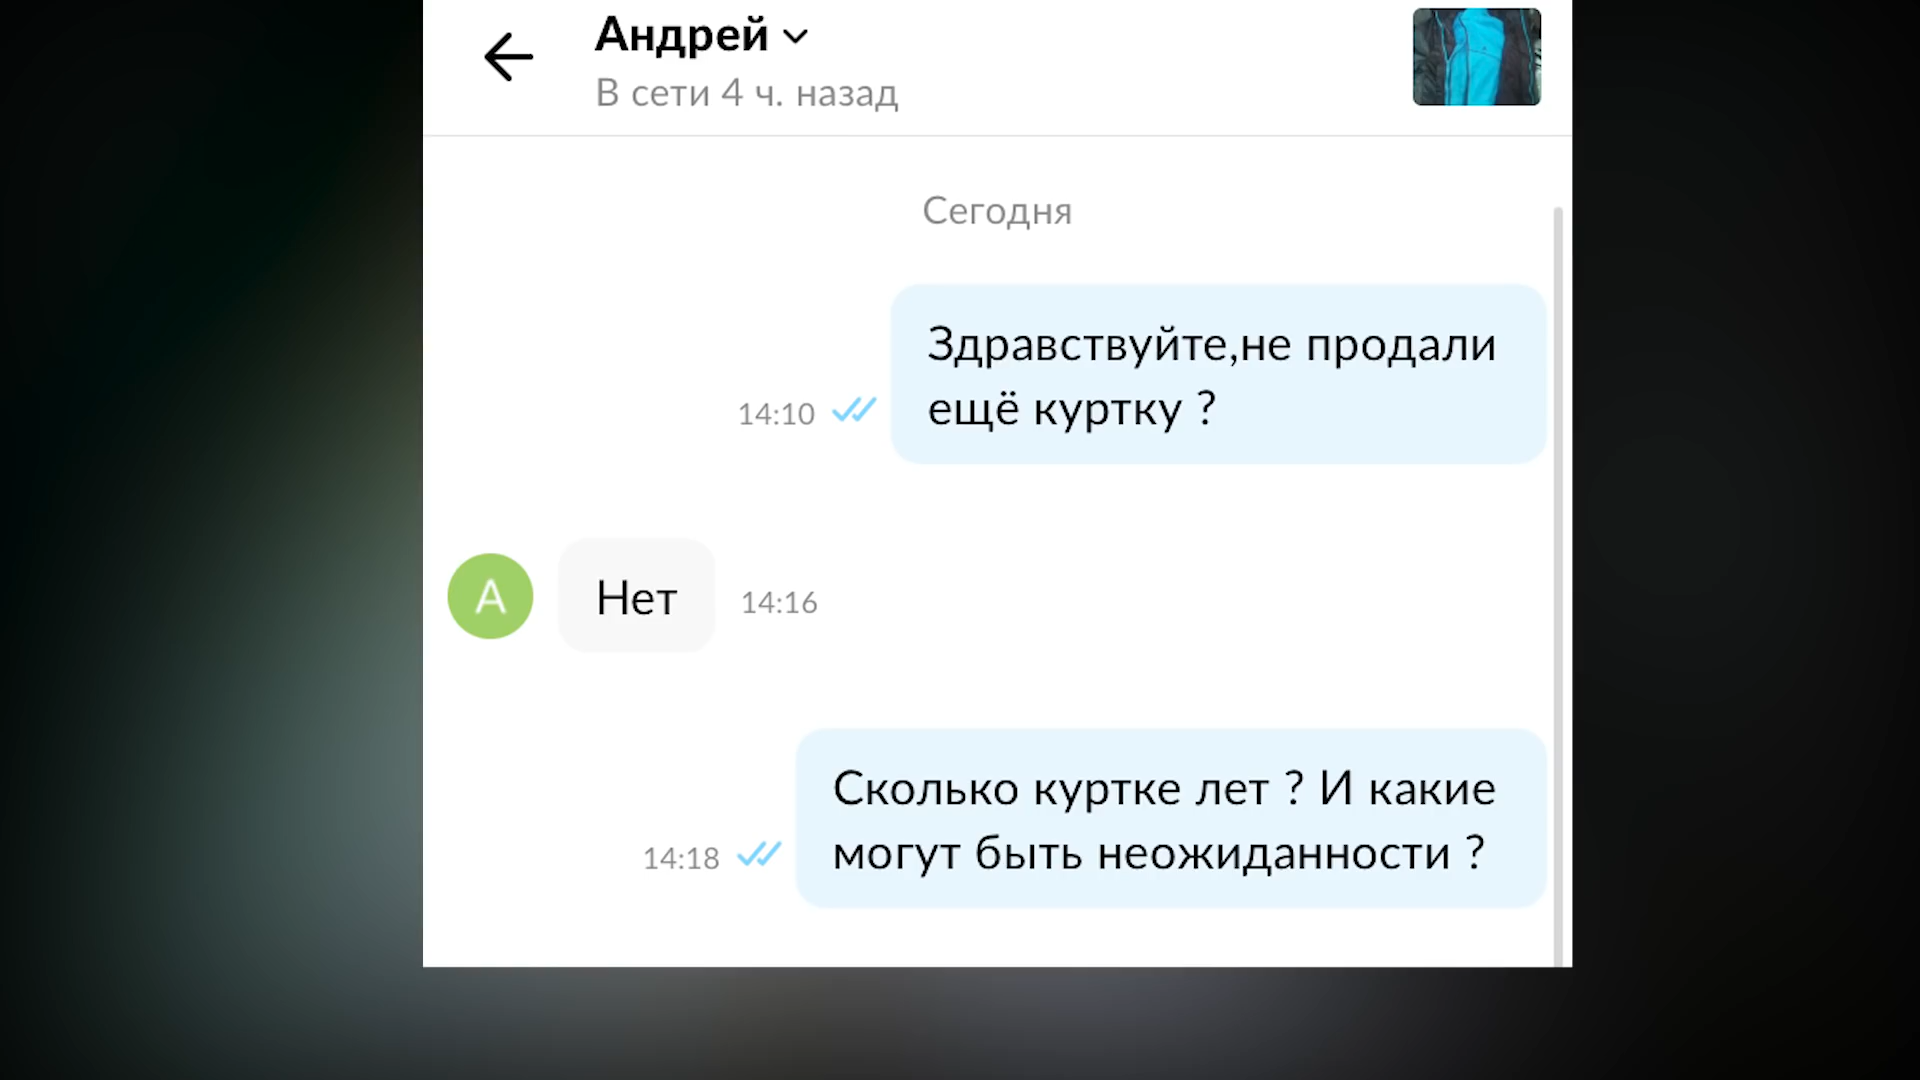 Андрей
В сети 4 ч. назад
Сегодня
Здравствуйте,не продали
ещё куртку ?
14:10
А
Нет
14:16
Сколько куртке лет ? И какие
могут быть неожиданности ?
14:18